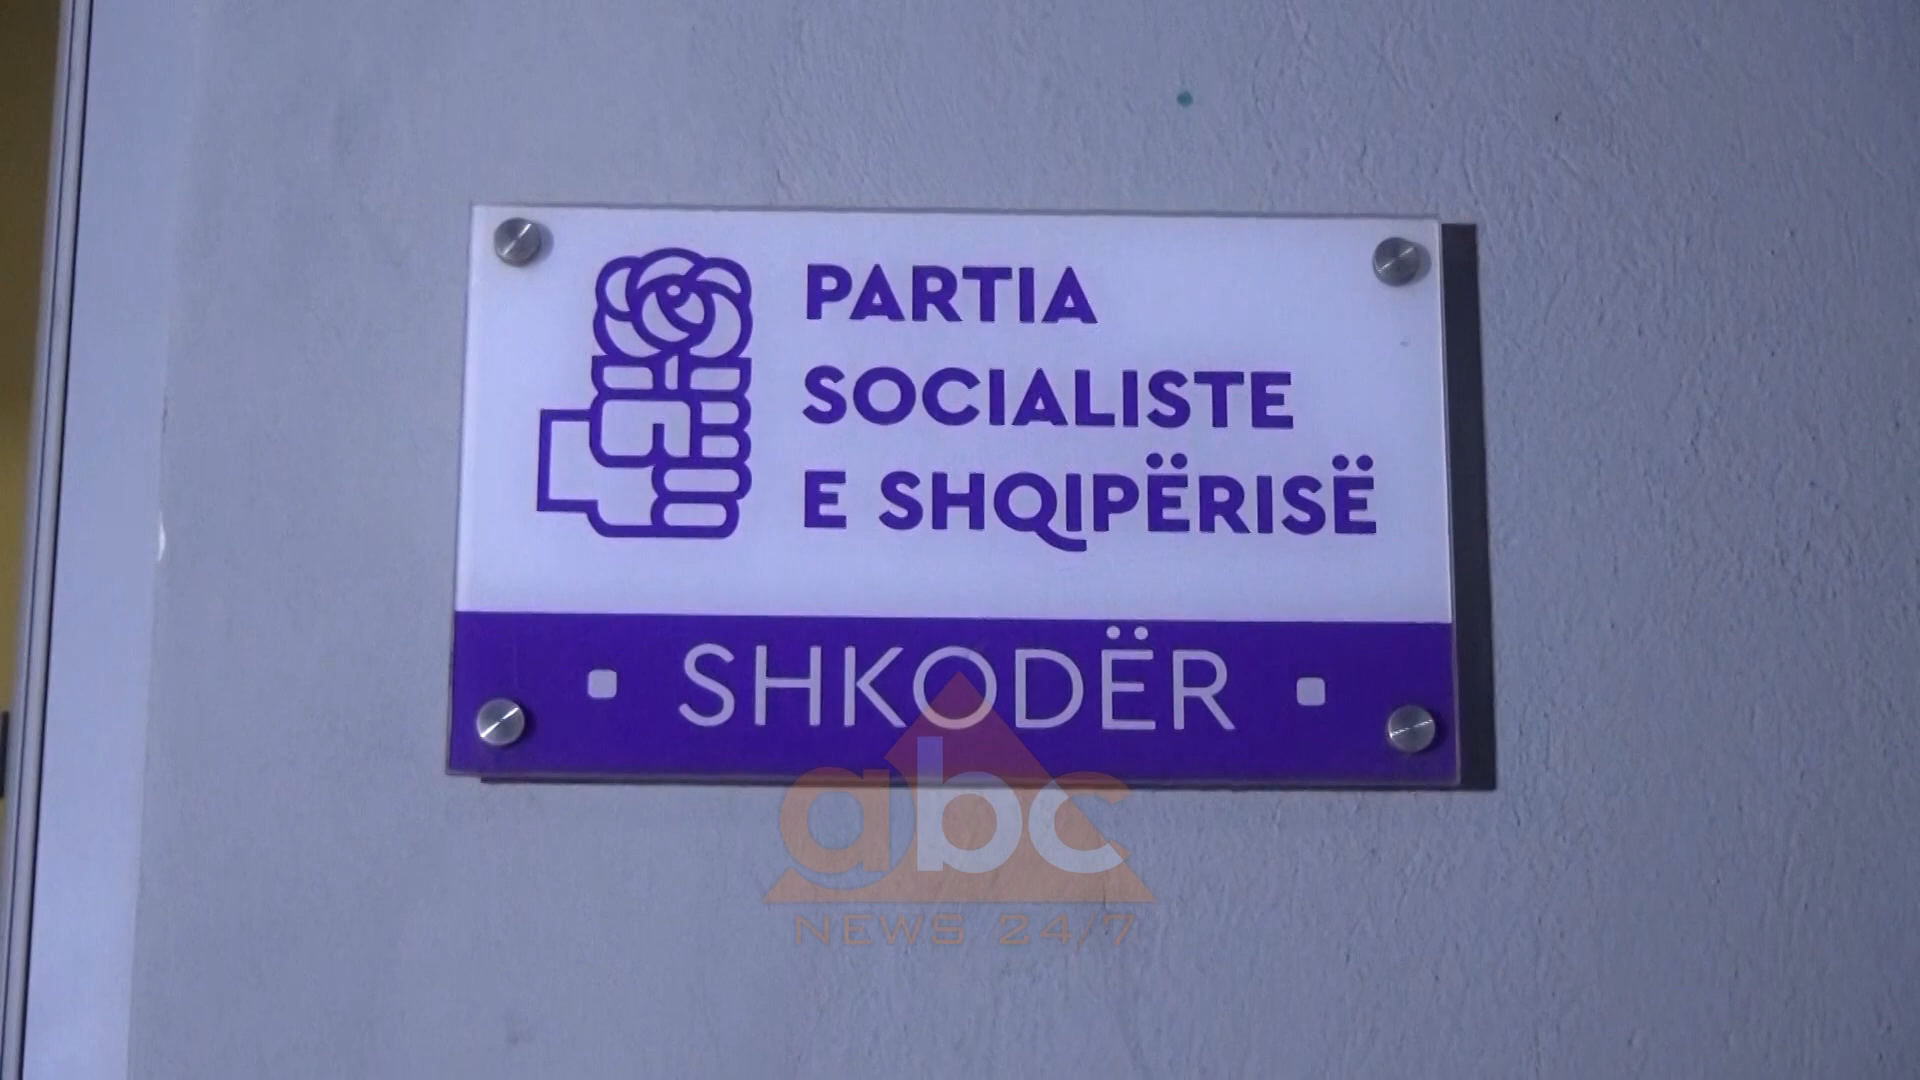 PARTIA
SOCIALISTE
E SHQIPËRISË
SHKODËR
abc
NEWS 24/7